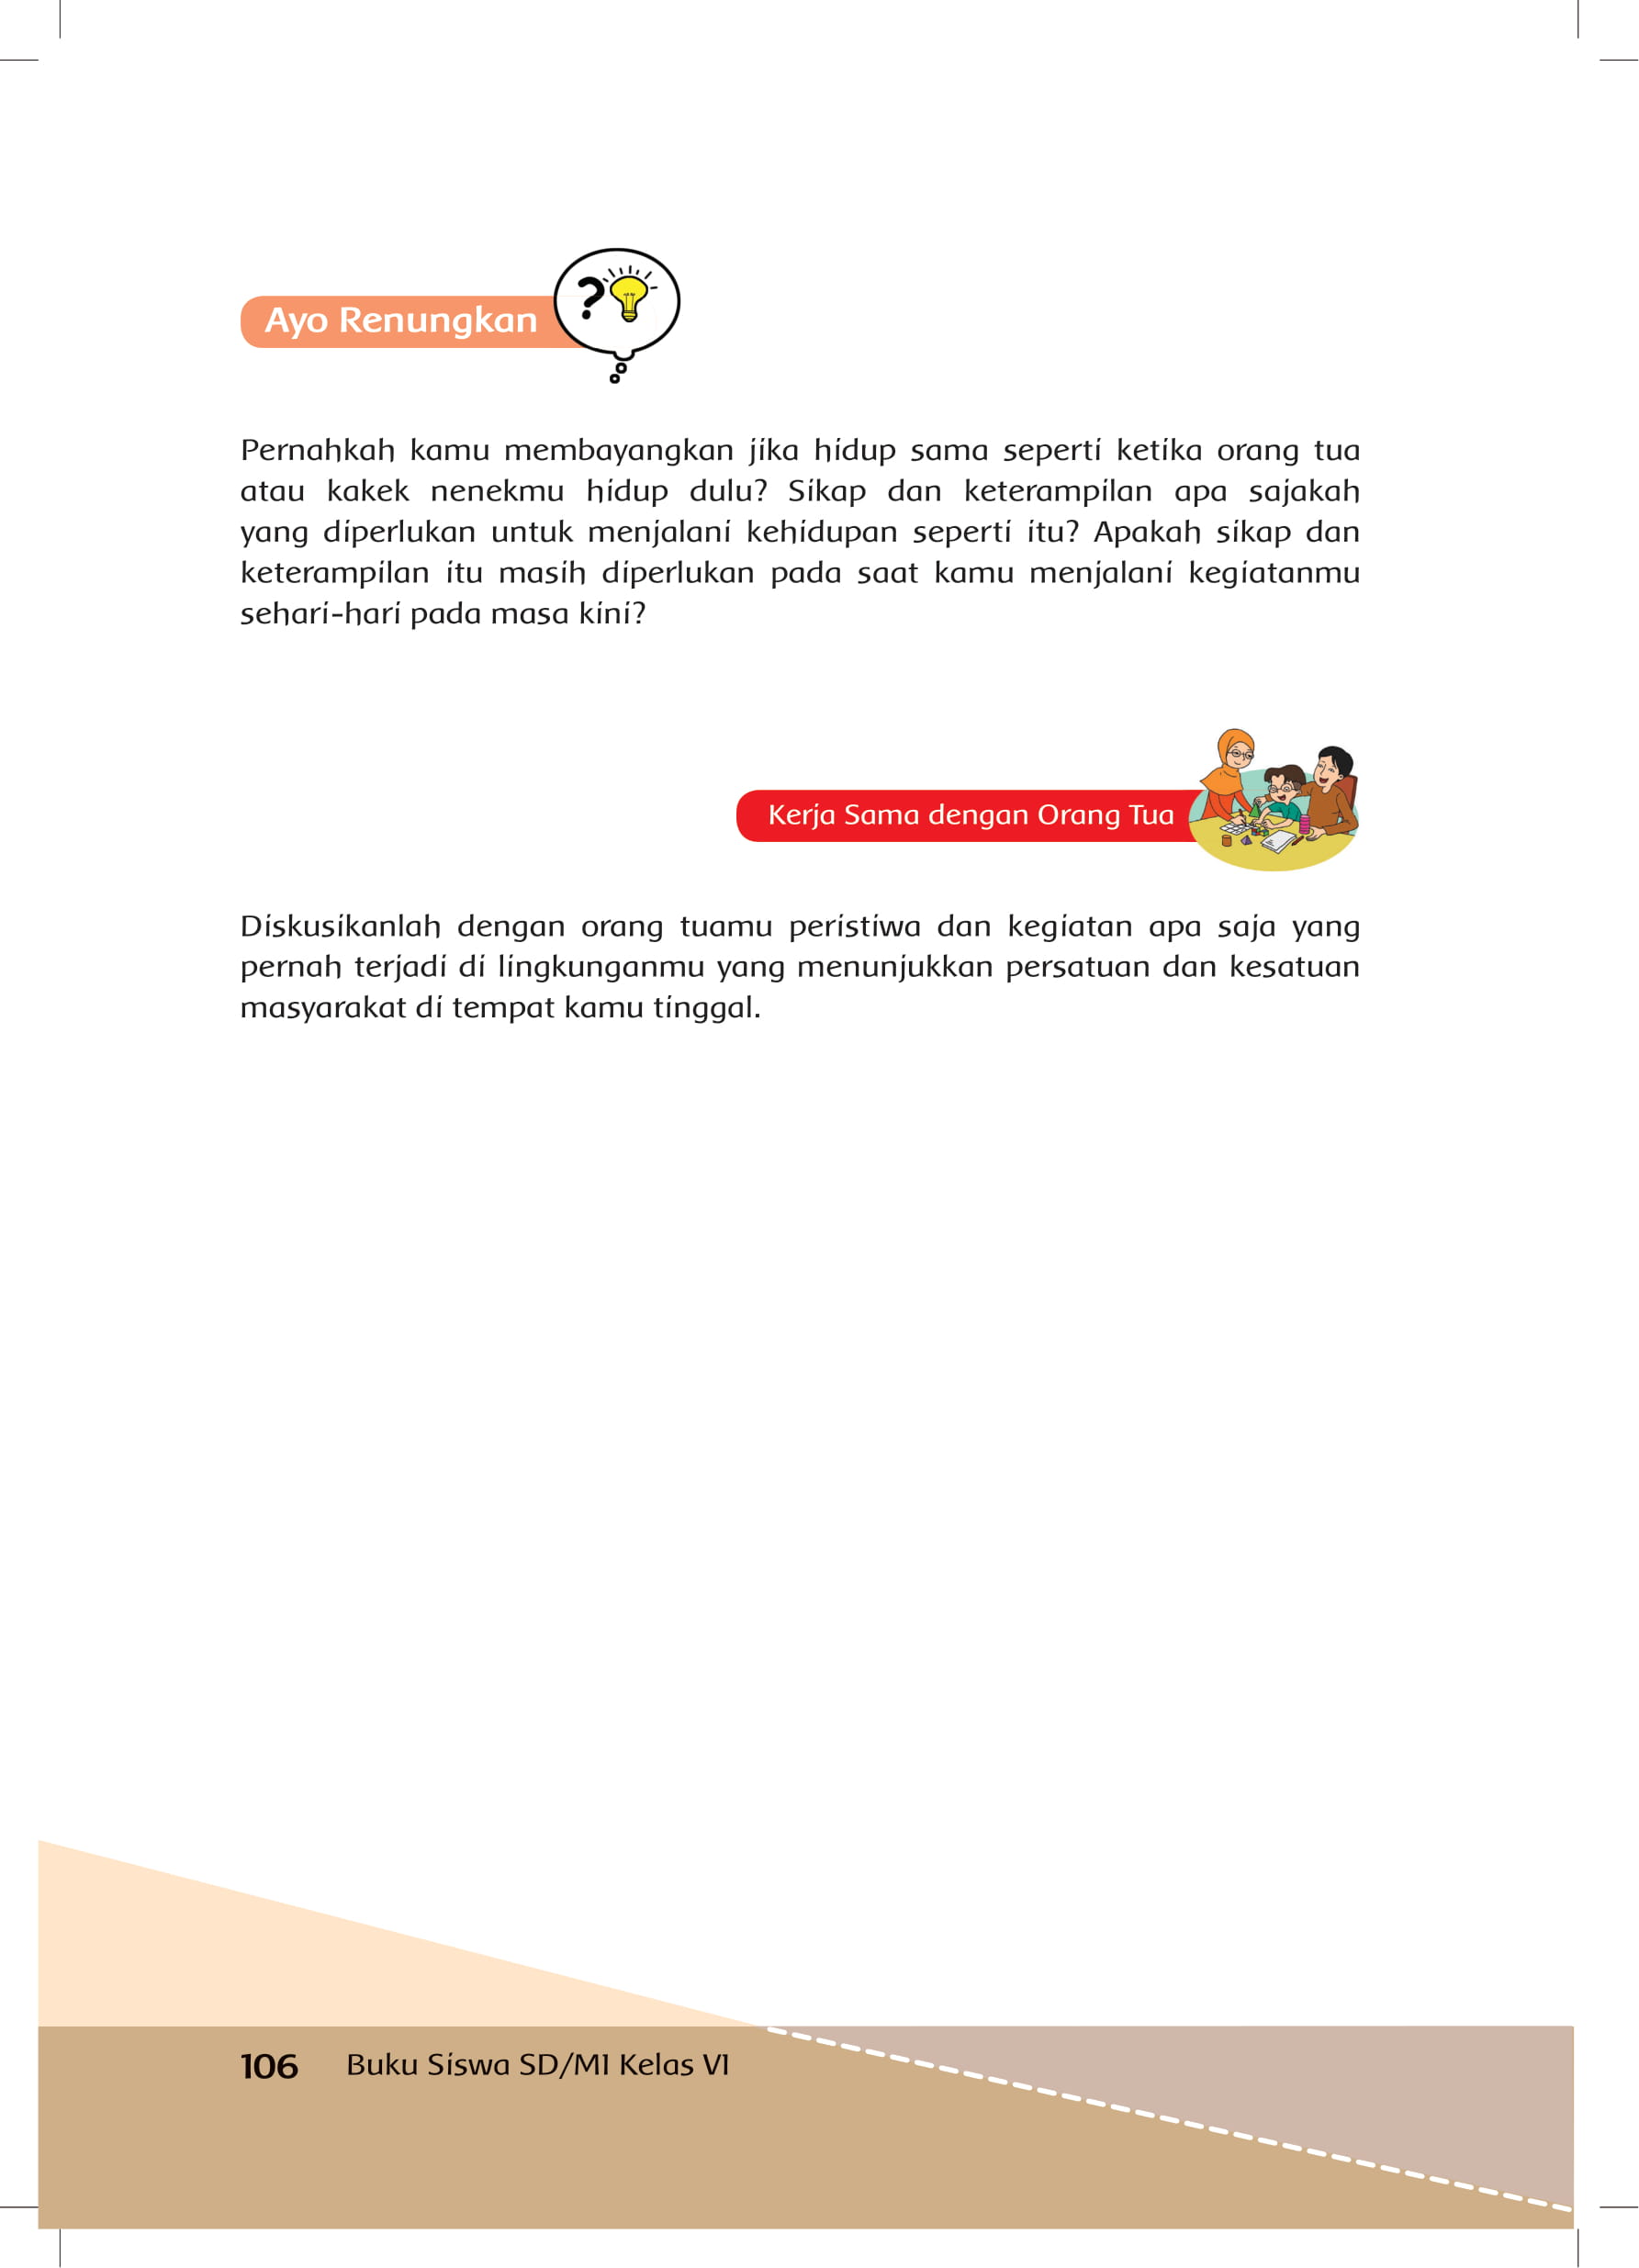 Ayo Renungkan
?
Pernahkah kamu membayangkan jika hidup sama seperti ketika orang tua
atau kakek nenekmu hidup dulu? Sikap dan keterampilan apa sajakah
yang diperlukan untuk menjalani kehidupan seperti itu? Apakah sikap dan
keterampilan itu masih diperlukan pada saat kamu menjalani kegiatanmu
sehari-hari pada masa kini?
Kerja Sama dengan Orang Tua
Diskusikanlah dengan orang tuamu peristiwa dan kegiatan apa saja yang
pernah terjadi di lingkunganmu yang menunjukkan persatuan dan kesatuan
masyarakat di tempat kamu tinggal.
106 Buku Siswa SD/MI Kelas VI